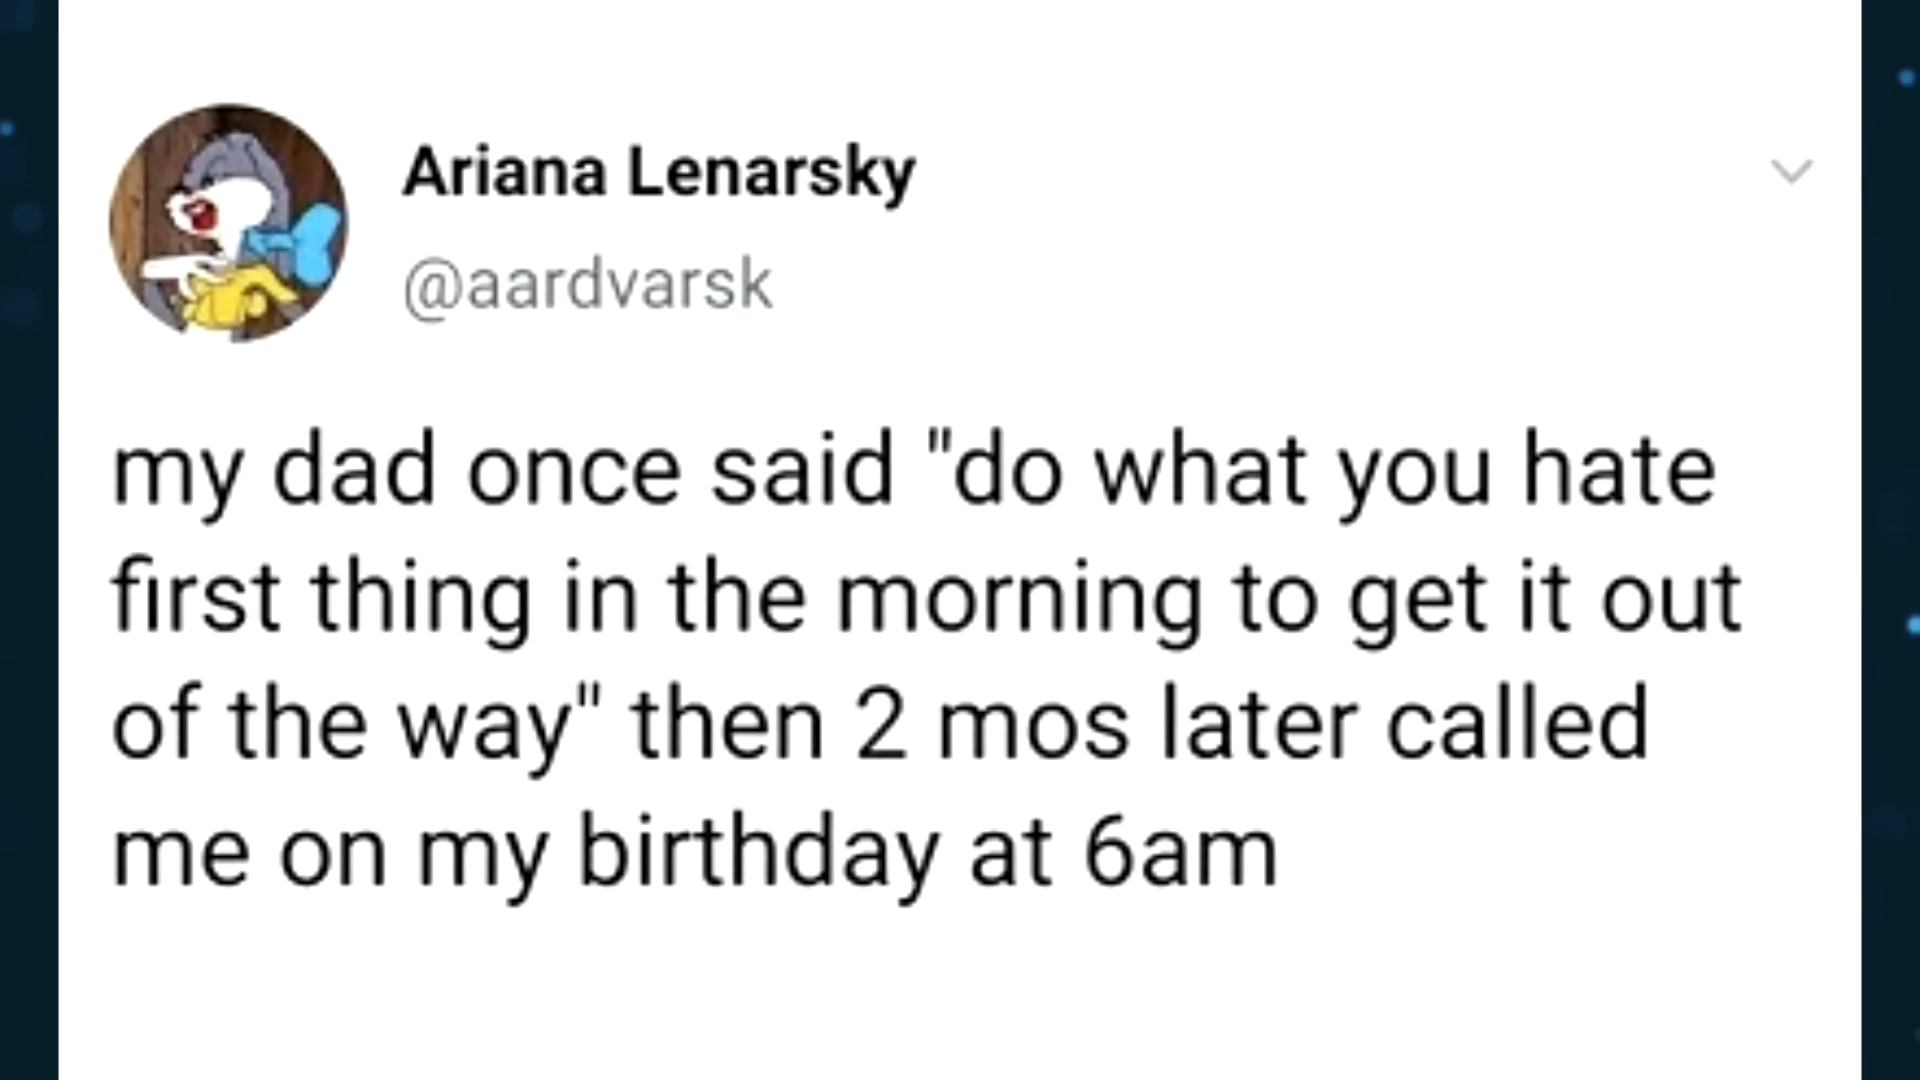 Ariana Lenarsky
@aardvarsk
my dad once said "do what you hate
first thing in the morning to get it out
of the way" then 2 mos later called
me on my birthday at 6am